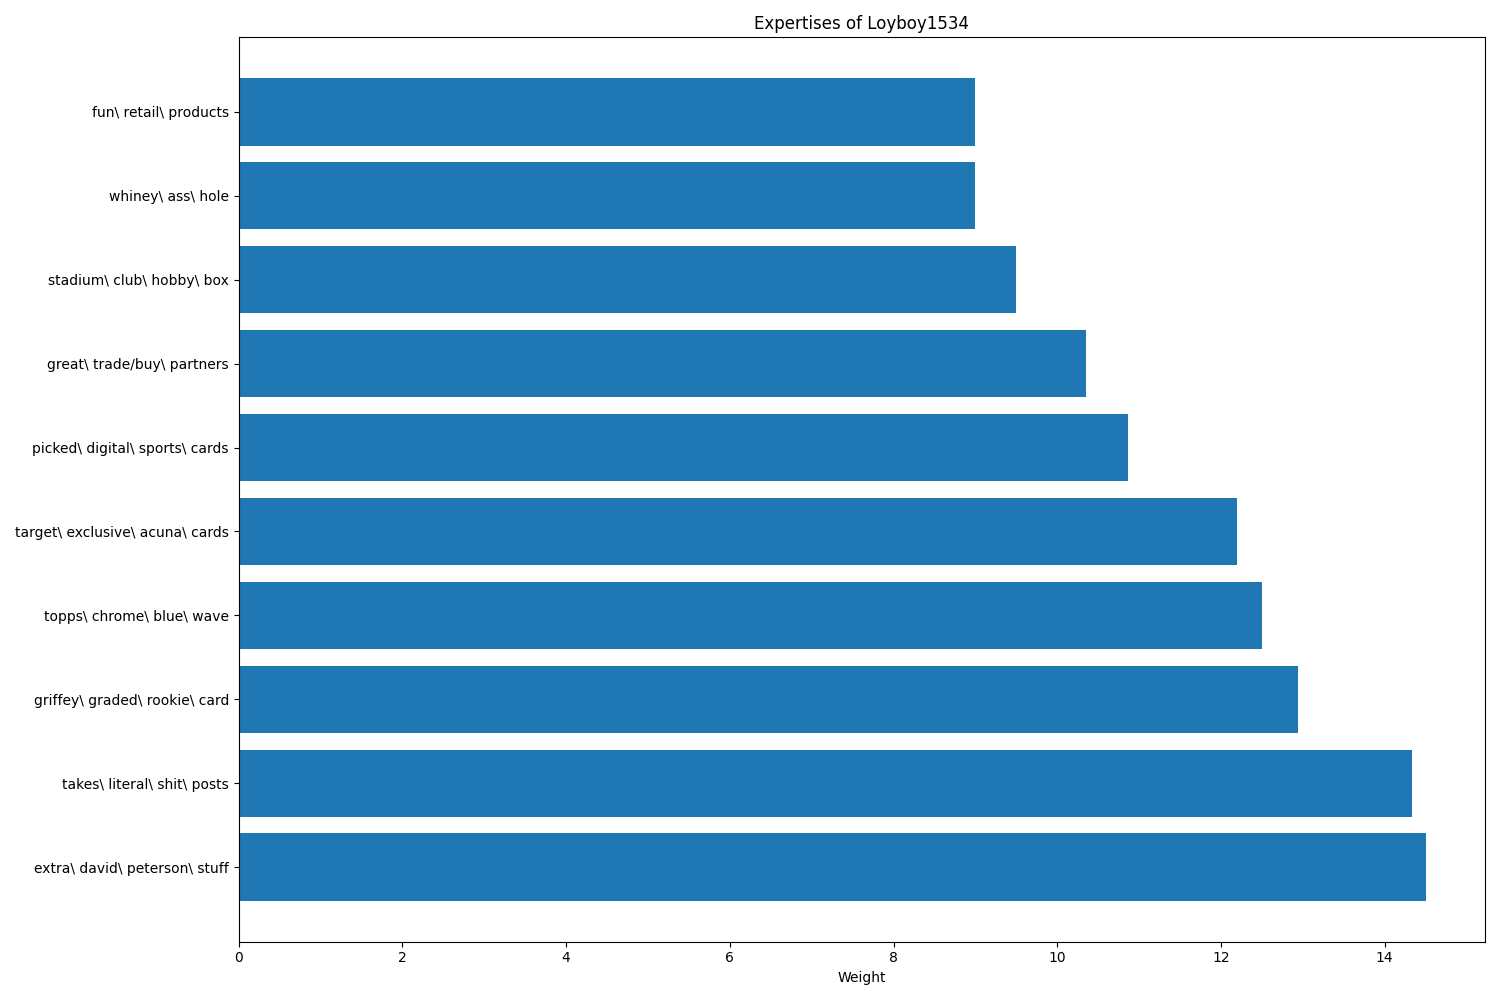 Expertises of Loyboy1534
fun\ retail\ products
whiney\ ass\ hole
stadium\ club\ hobby\ box
great\ trade/buy\ partners
picked\ digital\ sports\ cards
target\ exclusive\ acuna\ cards
topps\ chrome\ blue\ wave
griffey\ graded\ rookie\ card
takes\ literal\ shit\ posts
extra\ david\ peterson\ stuff
0 2 4 6 8 10 12 14
Weight